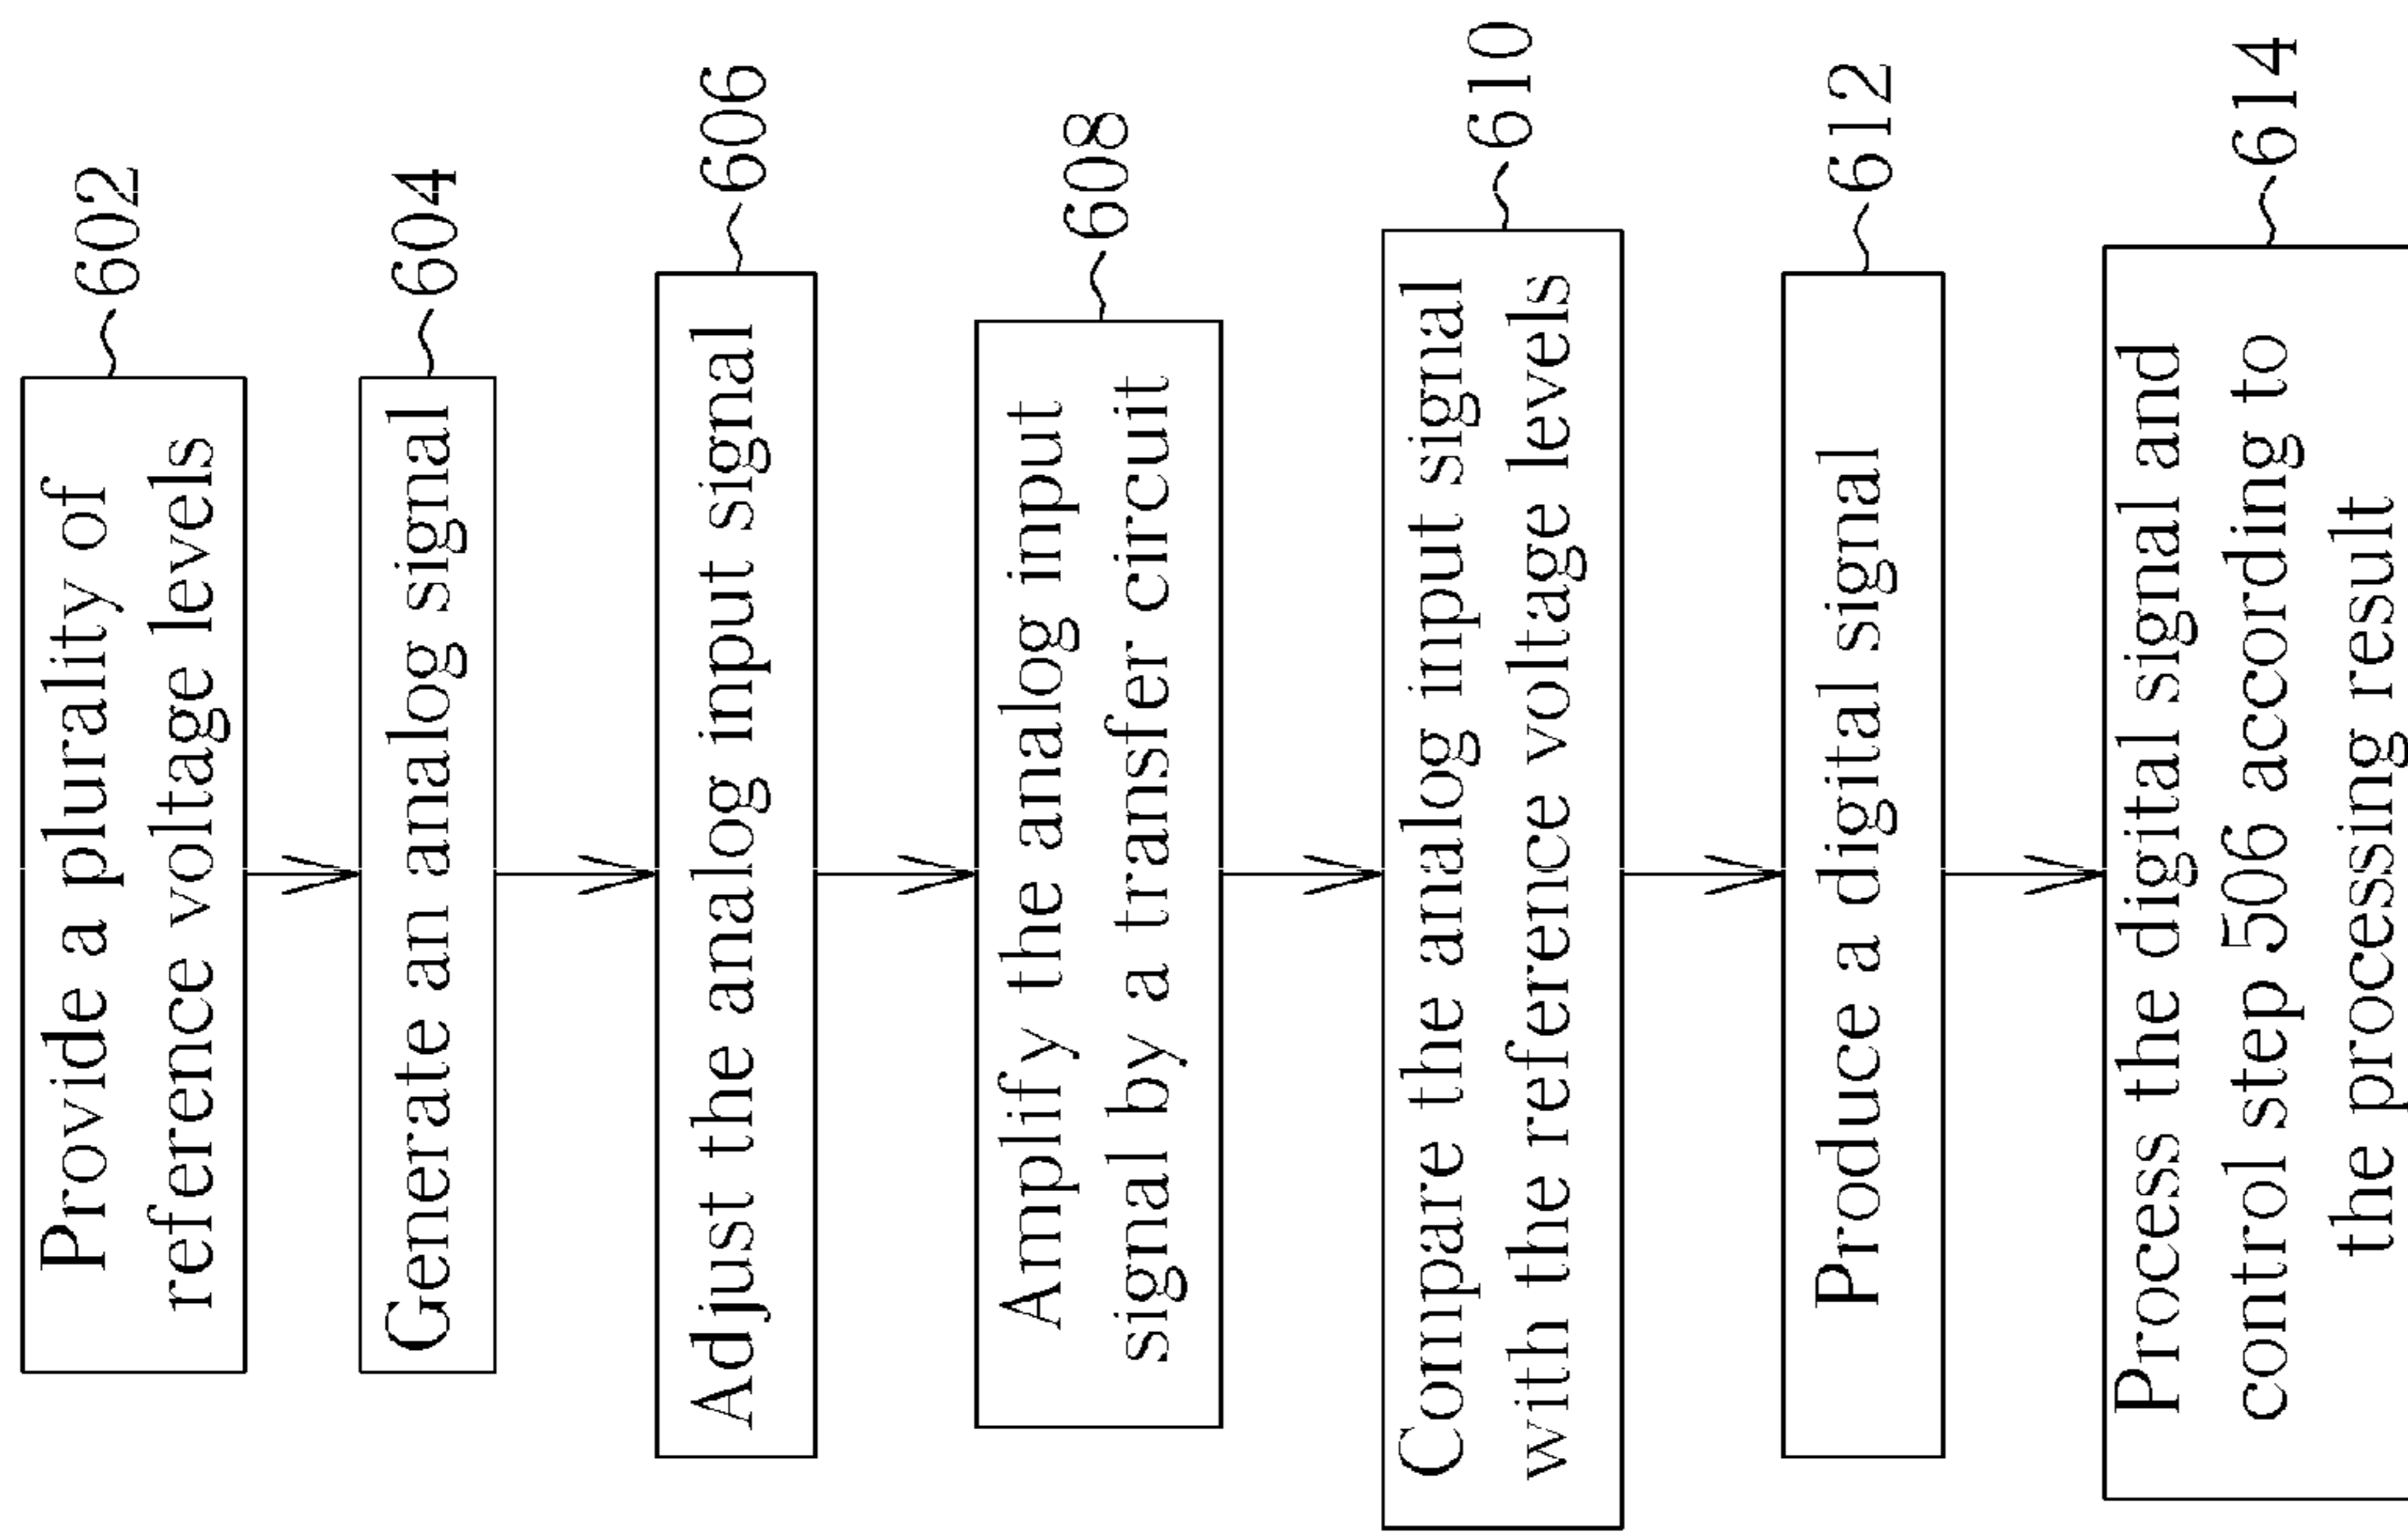 Provide a plurality of
reference voltage levels
602
Generate an analog signal
604
Adjust the analog input signal
606
Amplify the analog input
signal by a transfer circuit
608
Compare the analog input signal
with the reference voltage levels
610
Produce a digital signal
612
Process the digital signal and
control step 506 according to
the processing result
614